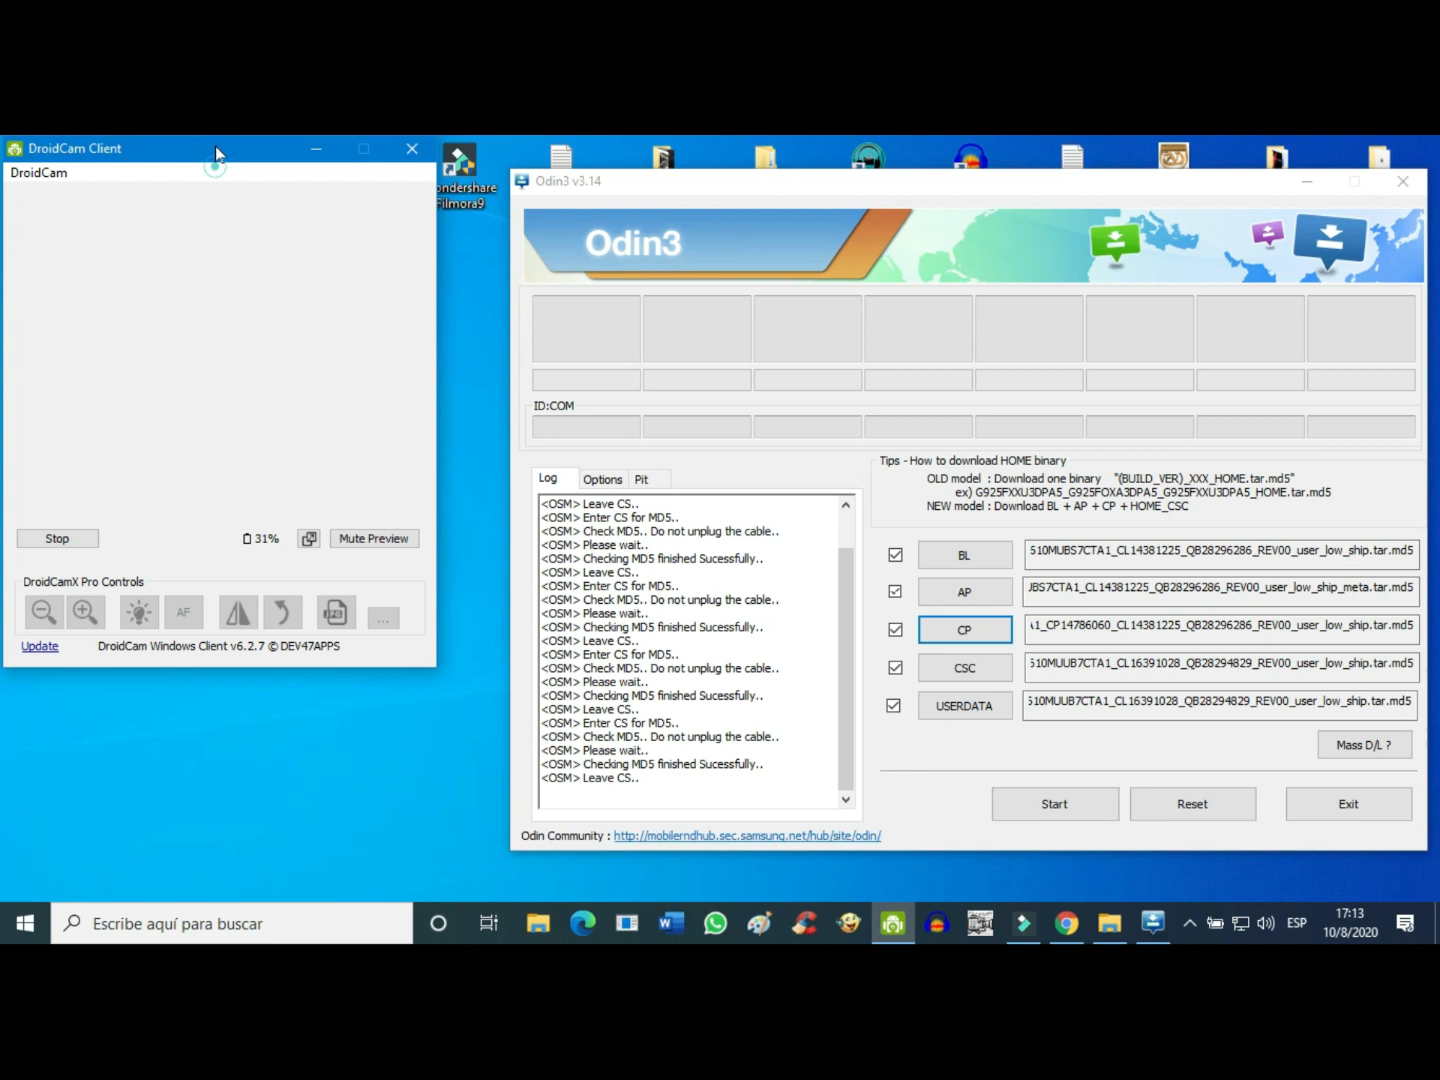 DroidCam Client
DroidCam
Stop
31%
Mute Preview
DroidCamX Pro Controls
AF
...
Update
DroidCam Windows Client v6.2.7 © DEV47APPS
ondershare
Filmora9
Odin3 v3.14
Odin3
ID:COM
Log
Options
Pit
<OSM> Leave CS..
<OSM> Enter CS for MD5..
<OSM> Check MD5.. Do not unplug the cable..
<OSM> Please wait..
<OSM> Checking MD5 finished Sucessfully..
<OSM> Leave CS..
<OSM> Enter CS for MD5..
<OSM> Check MD5.. Do not unplug the cable..
<OSM> Please wait..
<OSM> Checking MD5 finished Sucessfully..
<OSM> Leave CS..
<OSM> Enter CS for MD5..
<OSM> Check MD5.. Do not unplug the cable..
<OSM> Please wait..
<OSM> Checking MD5 finished Sucessfully..
<OSM> Leave CS..
<OSM> Enter CS for MD5..
<OSM> Check MD5.. Do not unplug the cable..
<OSM> Please wait..
<OSM> Checking MD5 finished Sucessfully..
<OSM> Leave CS..
Tips - How to download HOME binary
OLD model : Download one binary "(BUILD_VER)_XXX_HOME.tar.md5"
ex) G925FXXU3DPA5_G925FOXA3DPA5_G925FXXU3DPA5_HOME.tar.md5
NEW model : Download BL + AP + CP + HOME_CSC
BL 510MUBS7CTA1_CL14381225_QB28296286_REV00_user_low_ship.tar.md5
AP JBS7CTA1_CL14381225_QB28296286_REV00_user_low_ship_meta.tar.md5
CP A1_CP14786060_CL14381225_QB28296286_REV00_user_low_ship.tar.md5
CSC 510MUUB7CTA1_CL16391028_QB28294829_REV00_user_low_ship.tar.md5
USERDATA 510MUUB7CTA1_CL16391028_QB28294829_REV00_user_low_ship.tar.md5
Mass D/L ?
Start
Reset
Exit
Odin Community : http://mobilerndhub.sec.samsung.net/hub/site/odin/
Escribe aquí para buscar
ESP
17:13
10/8/2020